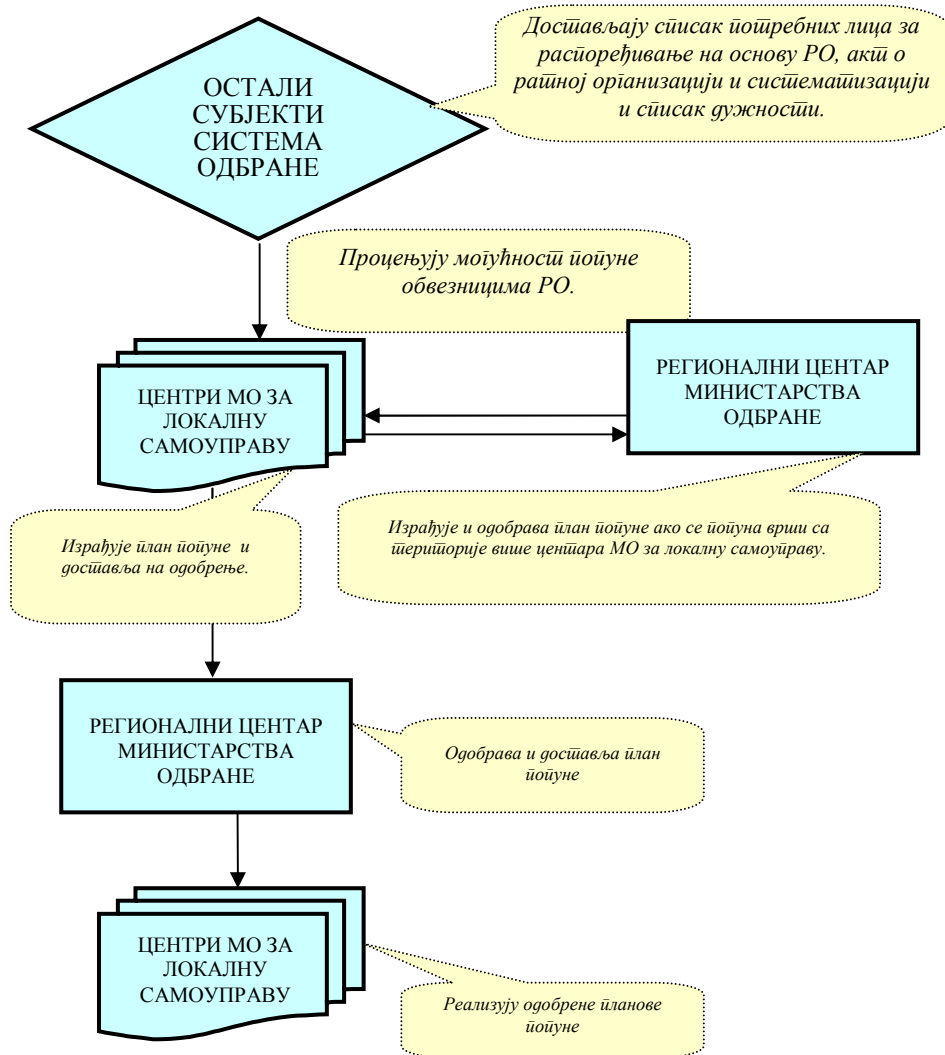 ОСТАЛИ
СУБЈЕКТИ
СИСТЕМА
ОДБРАНЕ
Достављају списак потребних лица за
распоређивање на основу РО, акт о
ратној организацији и систематизацији
и списак дужности.
Процењују могућност попуне
обвезницима РО.
ЦЕНТРИ МО ЗА
ЛОКАЛНУ
САМОУПРАВУ
РЕГИОНАЛНИ ЦЕНТАР
МИНИСТАРСТВА
ОДБРАНЕ
Израђује план попуне и
доставља на одобрење.
Израђује и одобрава план попуне ако се попуна врши са
територије више центара МО за локалну самоуправу.
РЕГИОНАЛНИ ЦЕНТАР
МИНИСТАРСТВА
ОДБРАНЕ
Одобрава и доставља план
попуне
ЦЕНТРИ МО ЗА
ЛОКАЛНУ
САМОУПРАВУ
Реализују одобрене планове
попуне